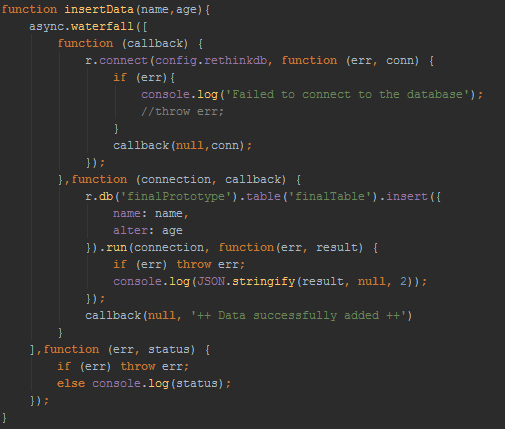 function insertData(name,age){
    async.waterfall([
        function (callback) {
            r.connect(config.rethinkdb, function (err, conn) {
                if (err){
                    console.log('Failed to connect to the database');
                    //throw err;
                }
                callback(null,conn);
            });
        },function (connection, callback) {
            r.db('finalPrototype').table('finalTable').insert({
                name: name,
                alter: age
            }).run(connection, function(err, result) {
                if (err) throw err;
                console.log(JSON.stringify(result, null, 2));
            });
            callback(null, '++ Data successfully added ++')
        }
    ],function (err, status) {
        if (err) throw err;
        else console.log(status);
    });
}